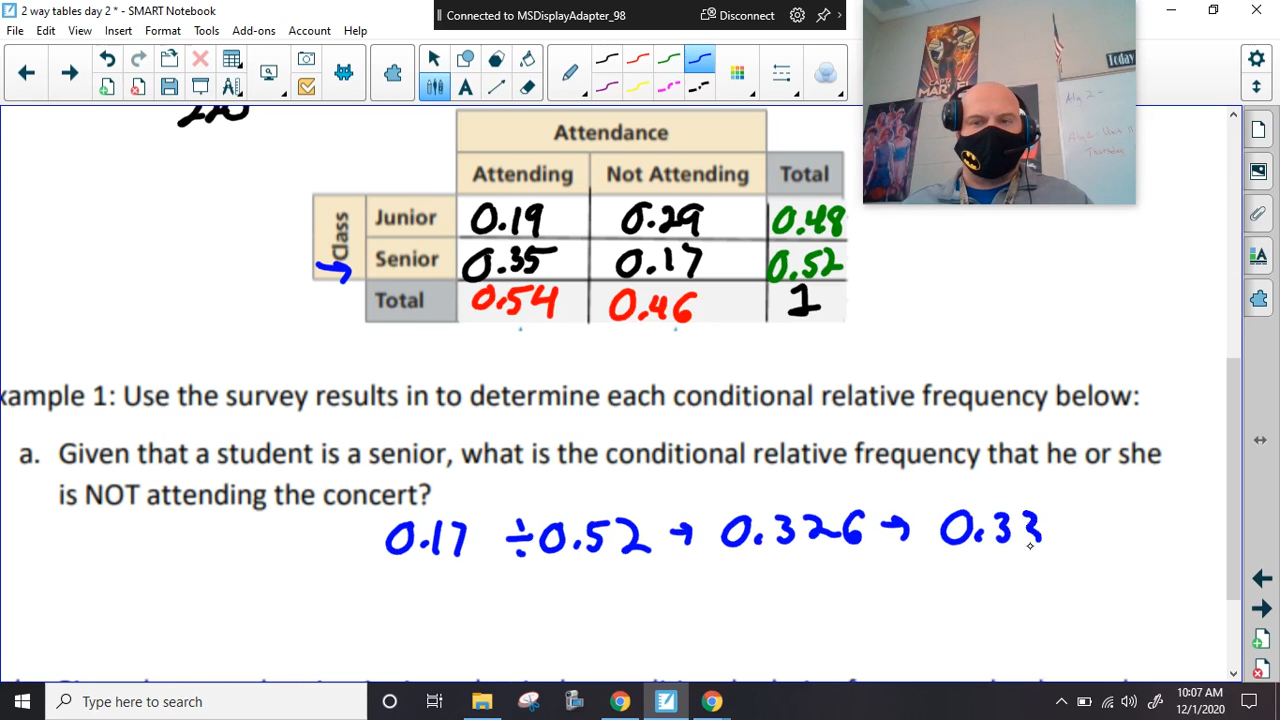 2 way tables day 2 * - SMART Notebook
Connected to MSDisplayAdapter_98
Disconnect
File Edit View Insert Format Tools Add-ons Account Help
Today
Alg 2 -
Thursday
MARVEL
Attendance
Attending Not Attending Total
Class
Junior 0.19 0.29 0.48
Senior 0.35 0.17 0.52
Total 0.54 0.46 1
xample 1: Use the survey results in to determine each conditional relative frequency below:
a. Given that a student is a senior, what is the conditional relative frequency that he or she
is NOT attending the concert?
0.17 ÷ 0.52 → 0.326 → 0.33
Type here to search
10:07 AM
12/1/2020